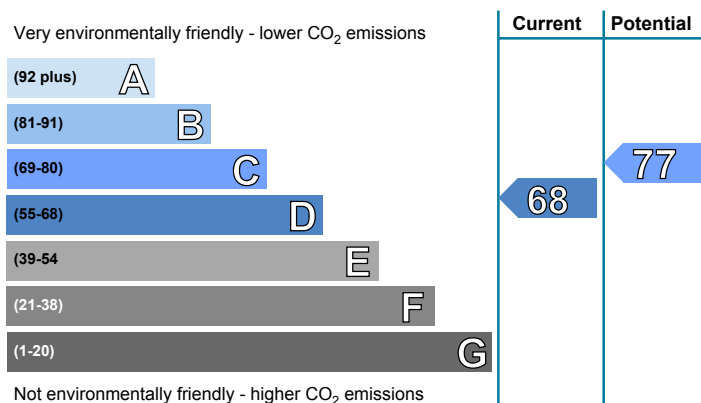 Very environmentally friendly - lower CO2 emissions
Current
Potential
(92 plus) A
(81-91) B
(69-80) C
77
(55-68) D
68
(39-54 E
(21-38) F
(1-20) G
Not environmentally friendly - higher CO2 emissions